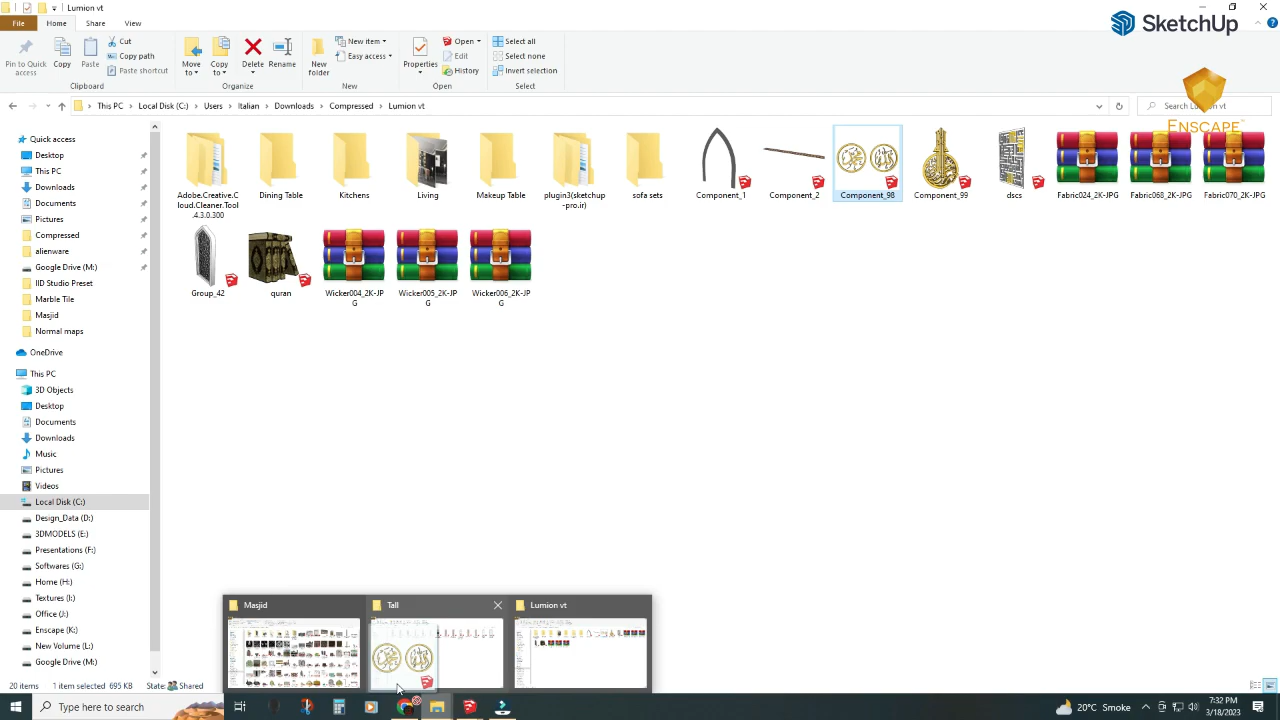 Lumion vt
SketchUp
File Home Share View
Pin to Quick access
Copy
Paste
Cut
Copy path
Paste shortcut
Move to
Copy to
Delete
Rename
New folder
New item
Easy access
Properties
Open
Edit
History
Select all
Select none
Invert selection
Clipboard Organize New Open Select
This PC > Local Disk (C:) > Users > Italian > Downloads > Compressed > Lumion vt
Search Lumion vt
ENSCAPE™
Quick access
Desktop
This PC
Downloads
Documents
Pictures
Compressed
alienware
Google Drive (M:)
IID Studio Preset
Marble Tile
Masjid
Normal maps
OneDrive
This PC
3D Objects
Desktop
Documents
Downloads
Music
Pictures
Videos
Local Disk (C:)
Design_Data (D:)
3DMODELS (E:)
Presentations (F:)
Softwares (G:)
Home (H:)
Textures (I:)
Office (J:)
Enscape (K:)
New Volume (L:)
Google Drive (M:)
Adobe.Creative.C
loud.Cleaner.Tool
.4.3.0.300
Dining Table
Kitchens
Living
Makeup Table
plugin3(sketchup
-pro.ir)
sofa sets
Component_1
Component_2
Component_98
Component_99
dscs
Fabric024_2K-JPG
Fabric068_2K-JPG
Fabric070_2K-JPG
Group_42
quran
Wicker004_2K-JP
G
Wicker005_2K-JP
G
Wicker006_2K-JP
G
Masjid
Tall
Lumion vt
20 items 1 item selected 695 KB State: Shared
Type here to search
20°C Smoke
7:32 PM
3/18/2023